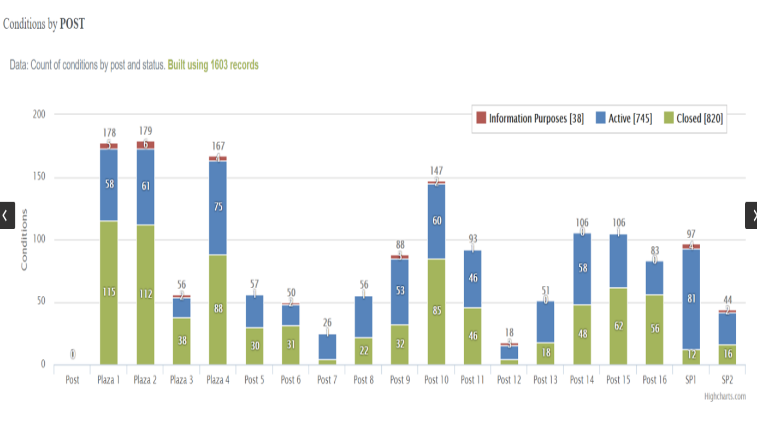 Conditions by POST
Data: Count of conditions by post and status. Built using 1603 records
Information Purposes [38] Active [745] Closed [820]
Conditions
200
150
100
50
0
178 179 56 167 57 50 26 56 88 147 93 18 51 106 106 83 97 44
6
58 61 75 53 60 46 58 81
115 112 38 88 30 31 22 32 85 46 18 48 62 56 12 16
Post Plaza 1 Plaza 2 Plaza 3 Plaza 4 Post 5 Post 6 Post 7 Post 8 Post 9 Post 10 Post 11 Post 12 Post 13 Post 14 Post 15 Post 16 SP1 SP2
Highcharts.com